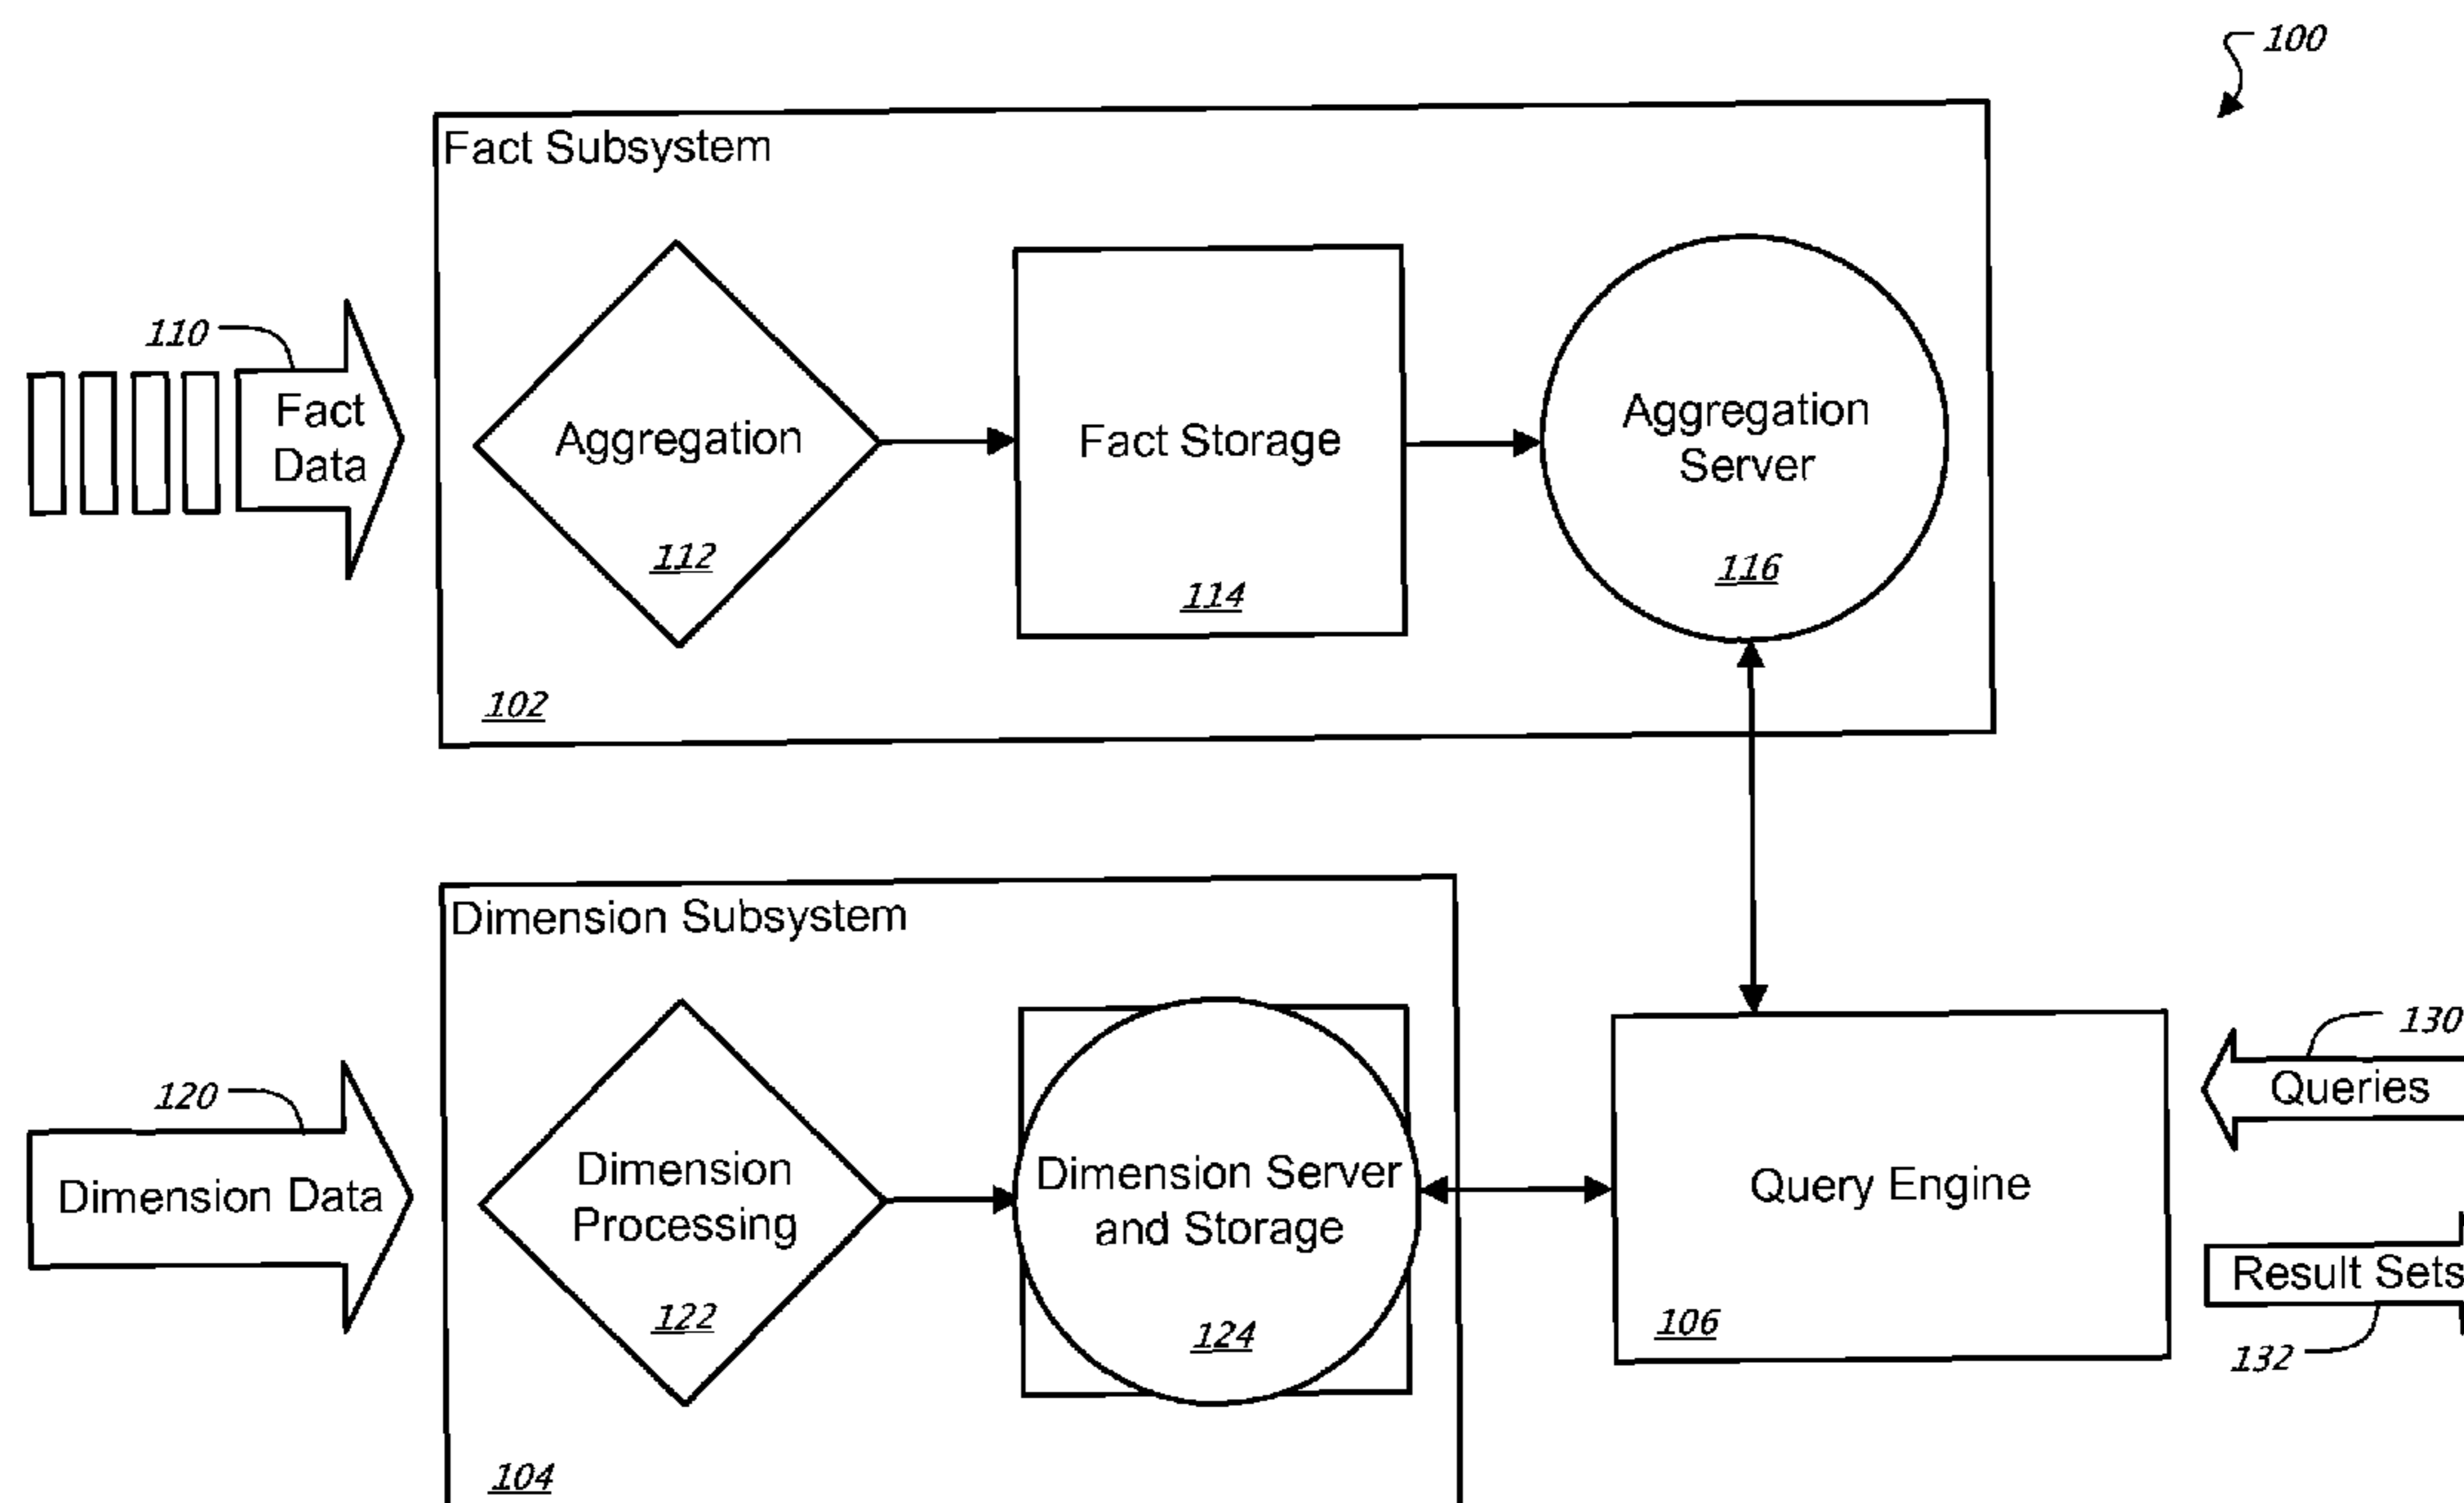 100
Fact Subsystem
110
Fact
Data
Aggregation
112
Fact Storage
114
Aggregation
Server
116
102
Dimension Subsystem
120
Dimension Data
Dimension
Processing
122
Dimension Server
and Storage
124
104
Query Engine
106
130
Queries
Result Sets
132